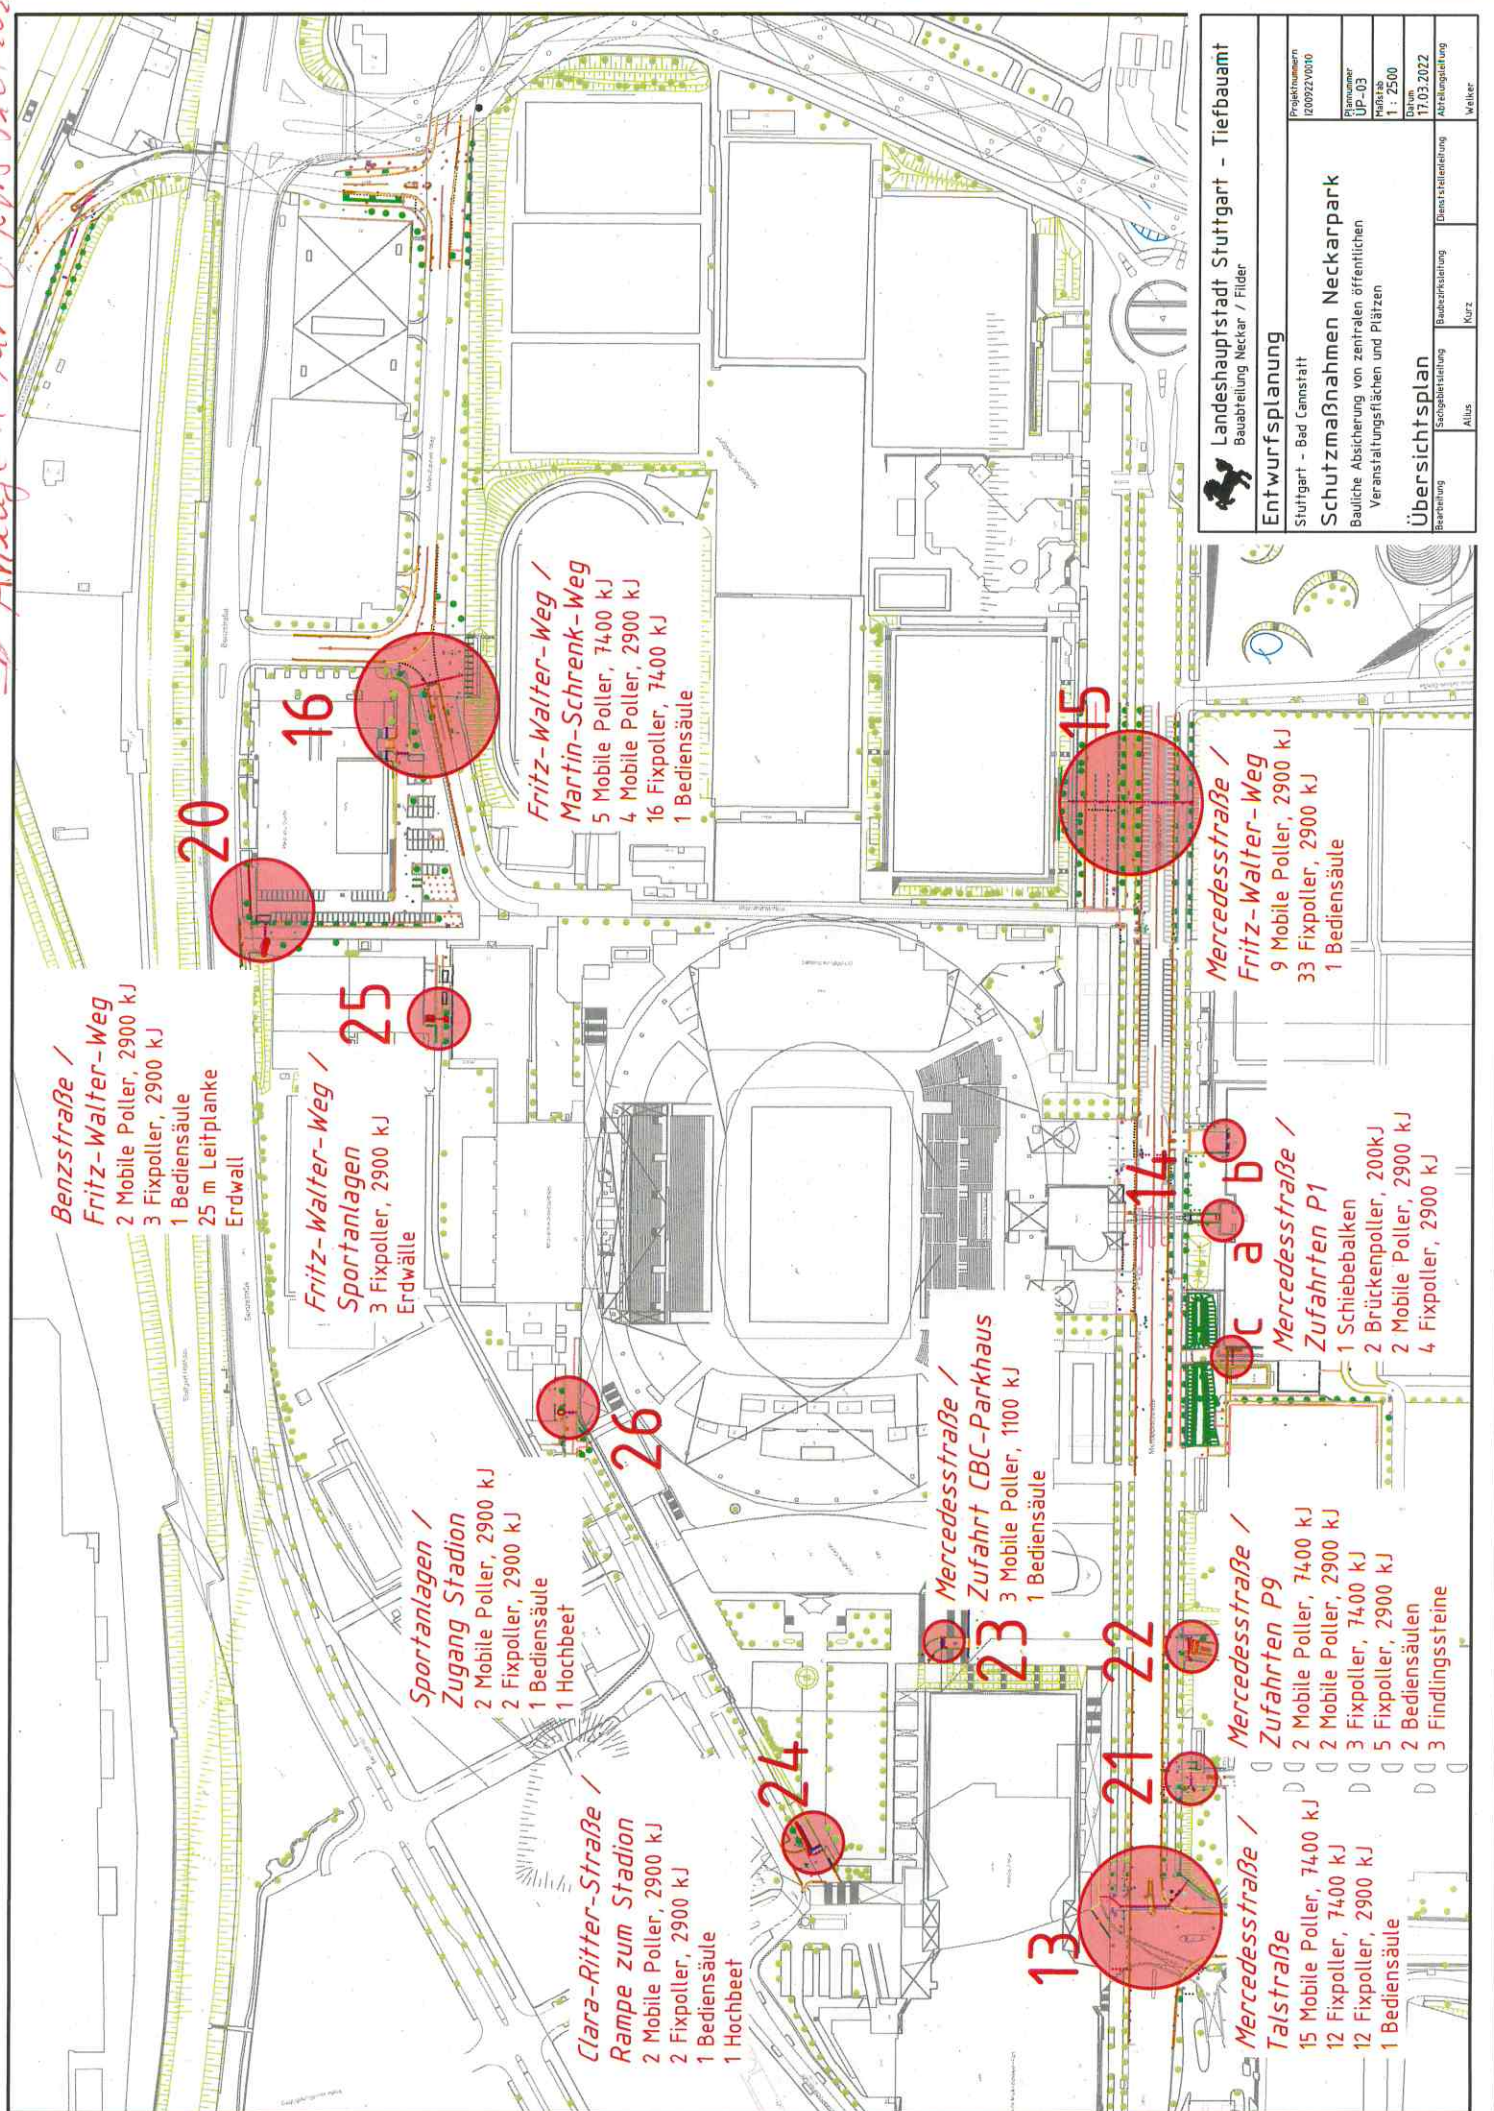 Benzstraße /
Fritz-Walter-Weg
2 Mobile Poller, 2900 kJ
3 Fixpoller, 2900 kJ
1 Bediensäule
25 m Leitplanke
Erdwall
20
16
Fritz-Walter-Weg /
Martin-Schrenk-Weg
5 Mobile Poller, 7400 kJ
4 Mobile Poller, 2900 kJ
16 Fixpoller, 7400 kJ
1 Bediensäule
25
Fritz-Walter-Weg /
Sportanlagen
3 Fixpoller, 2900 kJ
Erdwälle
26
Sportanlagen /
Zugang Stadion
2 Mobile Poller, 2900 kJ
2 Fixpoller, 2900 kJ
1 Bediensäule
1 Hochbeet
24
Clara-Ritter-Straße /
Rampe zum Stadion
2 Mobile Poller, 2900 kJ
2 Fixpoller, 2900 kJ
1 Bediensäule
1 Hochbeet
23
Mercedesstraße /
Zufahrt CBC-Parkhaus
3 Mobile Poller, 1100 kJ
1 Bediensäule
13
Mercedesstraße /
Talstraße
15 Mobile Poller, 7400 kJ
12 Fixpoller, 7400 kJ
12 Fixpoller, 2900 kJ
1 Bediensäule
21
22
Mercedesstraße /
Zufahrten P9
2 Mobile Poller, 7400 kJ
2 Mobile Poller, 2900 kJ
3 Fixpoller, 7400 kJ
5 Fixpoller, 2900 kJ
2 Bediensäulen
3 Findlingssteine
14
c a b
Mercedesstraße /
Zufahrten P1
1 Schiebebalken
2 Brückenpoller, 200kJ
2 Mobile Poller, 2900 kJ
4 Fixpoller, 2900 kJ
15
Mercedesstraße /
Fritz-Walter-Weg
9 Mobile Poller, 2900 kJ
33 Fixpoller, 2900 kJ
1 Bediensäule
Landeshauptstadt Stuttgart - Tiefbauamt
Bauabteilung Neckar / Filder
Entwurfsplanung
Stuttgart - Bad Cannstatt
Projektnummern
I200922V0010
Schutzmaßnahmen Neckarpark
Bauliche Absicherung von zentralen öffentlichen
Veranstaltungsflächen und Plätzen
Plannummer
ÜP-03
Maßstab
1 : 2500
Übersichtsplan
Datum
17.03.2022
Bearbeitung
Sachgebietsleitung
Baubezirksleitung
Dienststellenleitung
Abteilungsleitung
Alius
Kurz
Welker